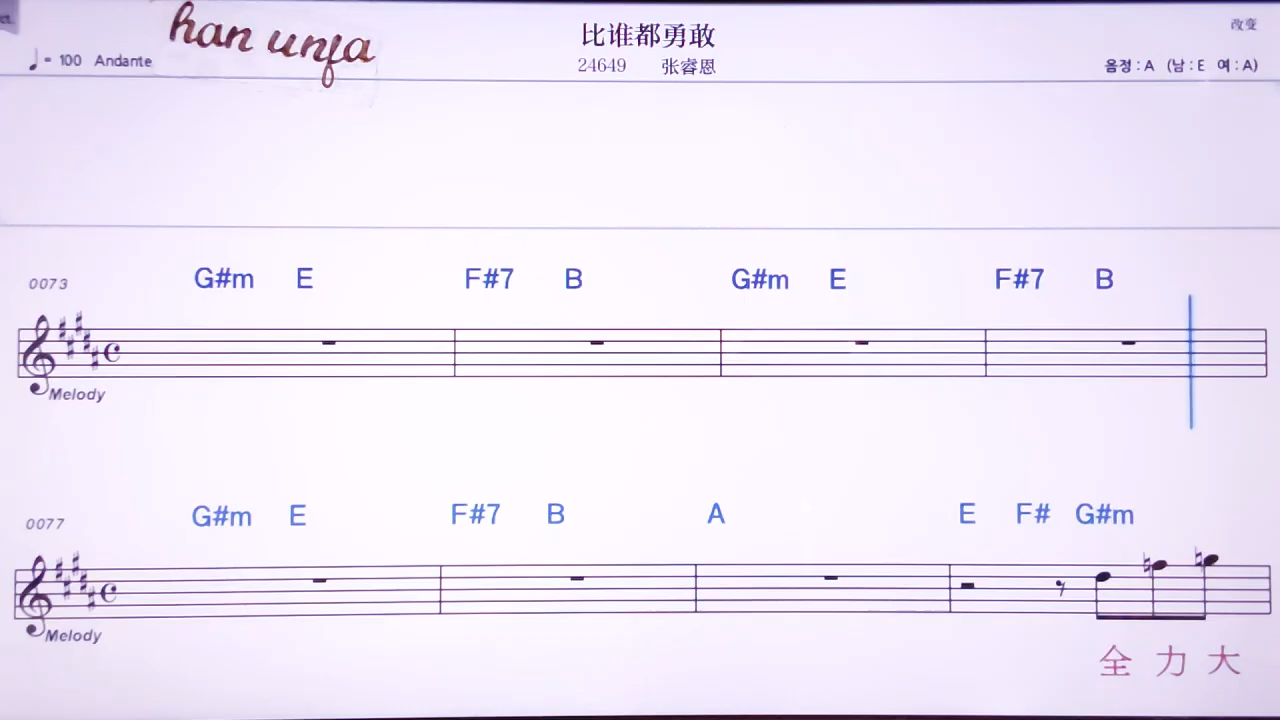 han unfa
比谁都勇敢
改变
♩= 100 Andante
24649 张睿恩
음정 : A (남 : E 여 : A)
0073
G#m E F#7 B G#m E F#7 B
Melody
0077
G#m E F#7 B A E F# G#m
Melody
全 力 大